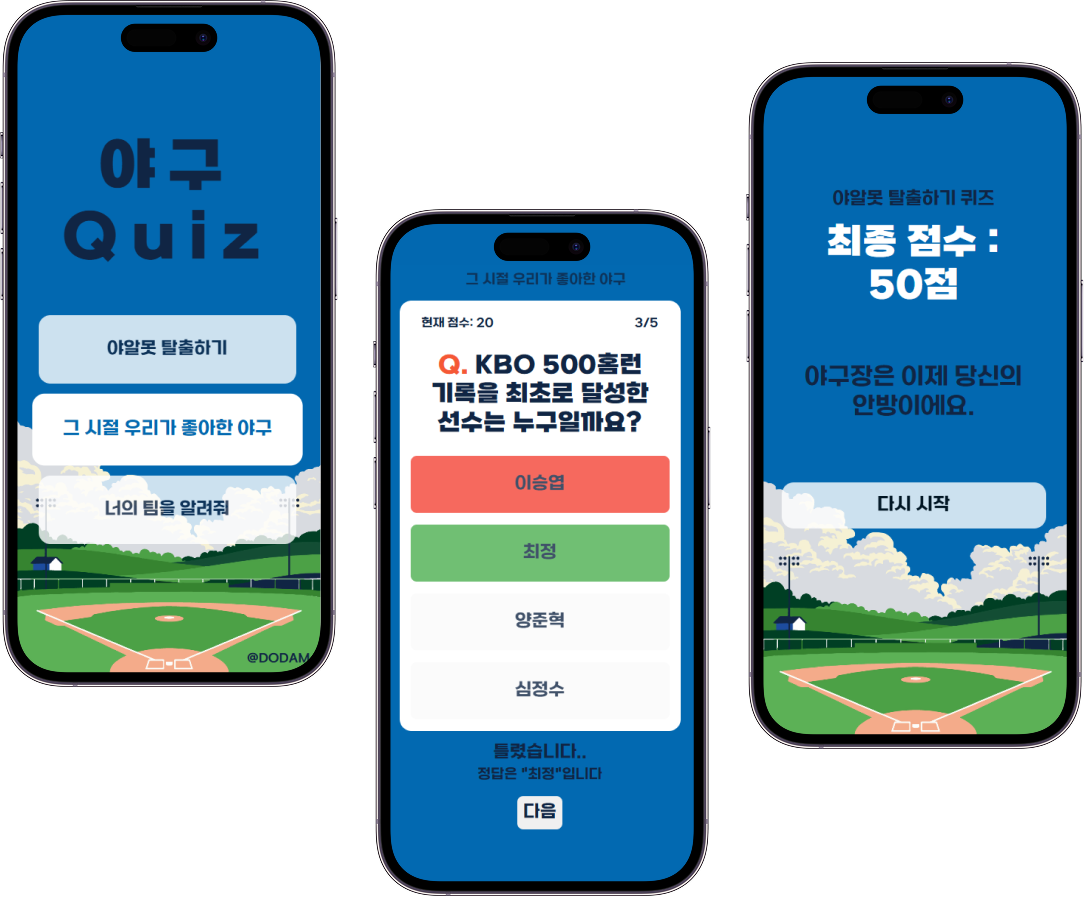 야구
Quiz
야알못 탈출하기
그 시절 우리가 좋아한 야구
너의 팀을 알려줘
@DODAM
그 시절 우리가 좋아한 야구
현재 점수: 20
3/5
Q. KBO 500홈런
기록을 최초로 달성한
선수는 누구일까요?
이승엽
최정
양준혁
심정수
틀렸습니다..
정답은 "최정"입니다
다음
야알못 탈출하기 퀴즈
최종 점수 :
50점
야구장은 이제 당신의
안방이에요.
다시 시작